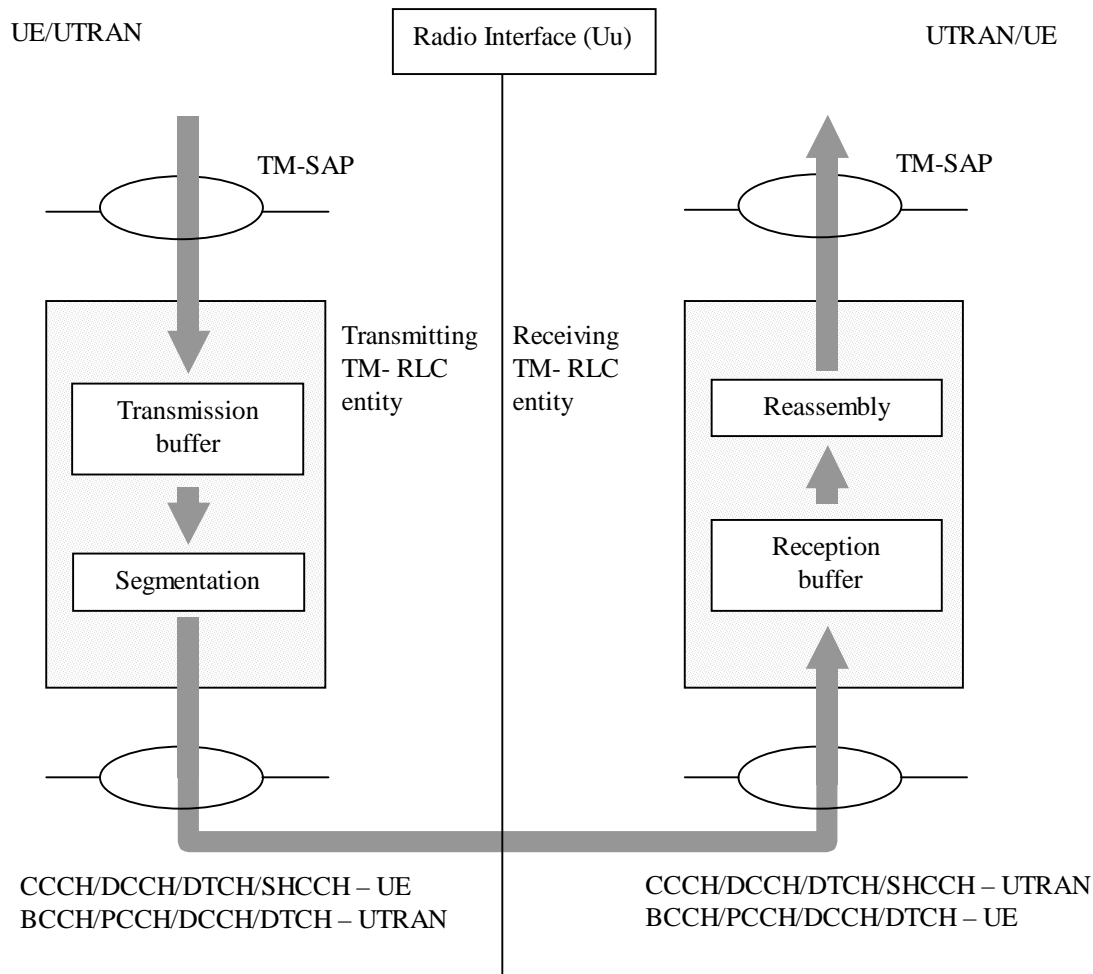 UE/UTRAN
Radio Interface (Uu)
UTRAN/UE
TM-SAP
TM-SAP
Transmitting
TM- RLC
entity
Receiving
TM- RLC
entity
Transmission
buffer
Segmentation
Reassembly
Reception
buffer
CCCH/DCCH/DTCH/SHCCH – UE
BCCH/PCCH/DCCH/DTCH – UTRAN
CCCH/DCCH/DTCH/SHCCH – UTRAN
BCCH/PCCH/DCCH/DTCH – UE